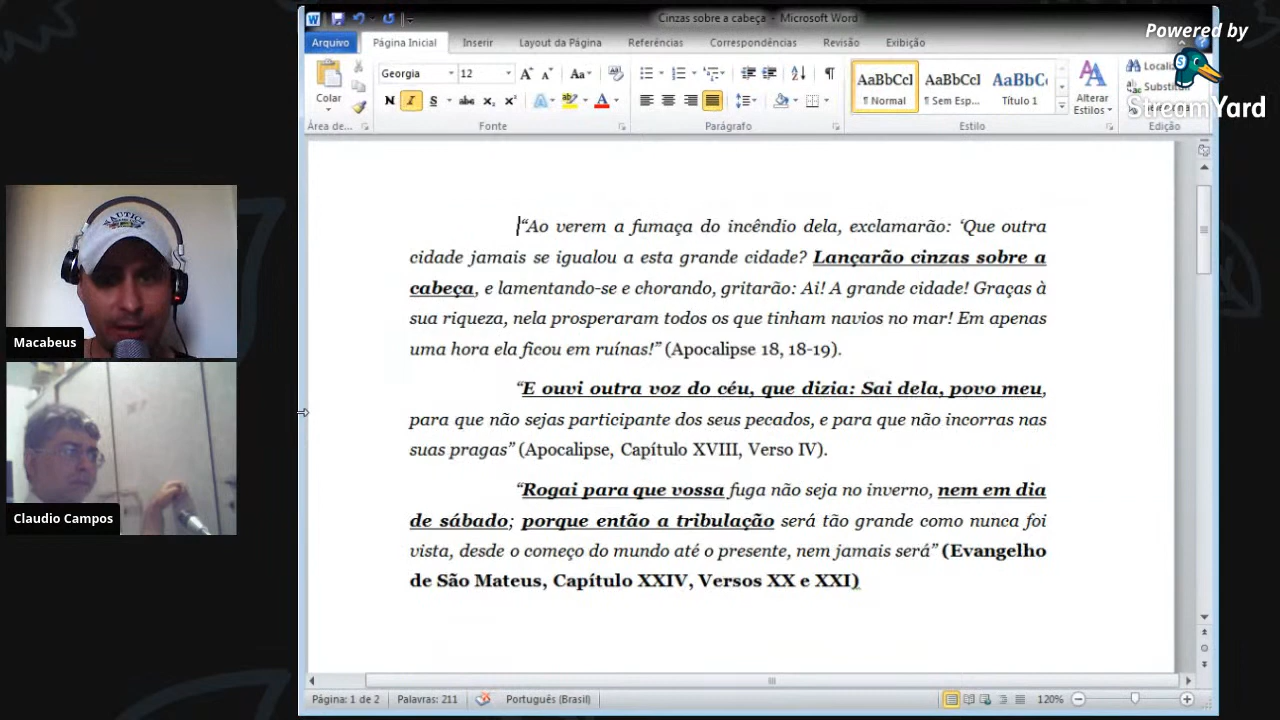 Cinzas sobre a cabeça - Microsoft Word
Powered by
StreamYard
Arquivo Página Inicial Inserir Layout da Página Referências Correspondências Revisão Exibição
Colar
Georgia 12
AaBbCcI AaBbCcI AaBbC
¶ Normal ¶ Sem Esp... Título 1
Alterar
Estilos
Localiz
Substitu
Área de... Fonte Parágrafo Estilo Edição
“Ao verem a fumaça do incêndio dela, exclamarão: ‘Que outra
cidade jamais se igualou a esta grande cidade? Lançarão cinzas sobre a
cabeça, e lamentando-se e chorando, gritarão: Ai! A grande cidade! Graças à
sua riqueza, nela prosperaram todos os que tinham navios no mar! Em apenas
uma hora ela ficou em ruínas!” (Apocalipse 18, 18-19).
“E ouvi outra voz do céu, que dizia: Sai dela, povo meu,
para que não sejas participante dos seus pecados, e para que não incorras nas
suas pragas” (Apocalipse, Capítulo XVIII, Verso IV).
“Rogai para que vossa fuga não seja no inverno, nem em dia
de sábado; porque então a tribulação será tão grande como nunca foi
vista, desde o começo do mundo até o presente, nem jamais será” (Evangelho
de São Mateus, Capítulo XXIV, Versos XX e XXI)
NAUTICA
Macabeus
Claudio Campos
Página: 1 de 2 Palavras: 211 Português (Brasil) 120%